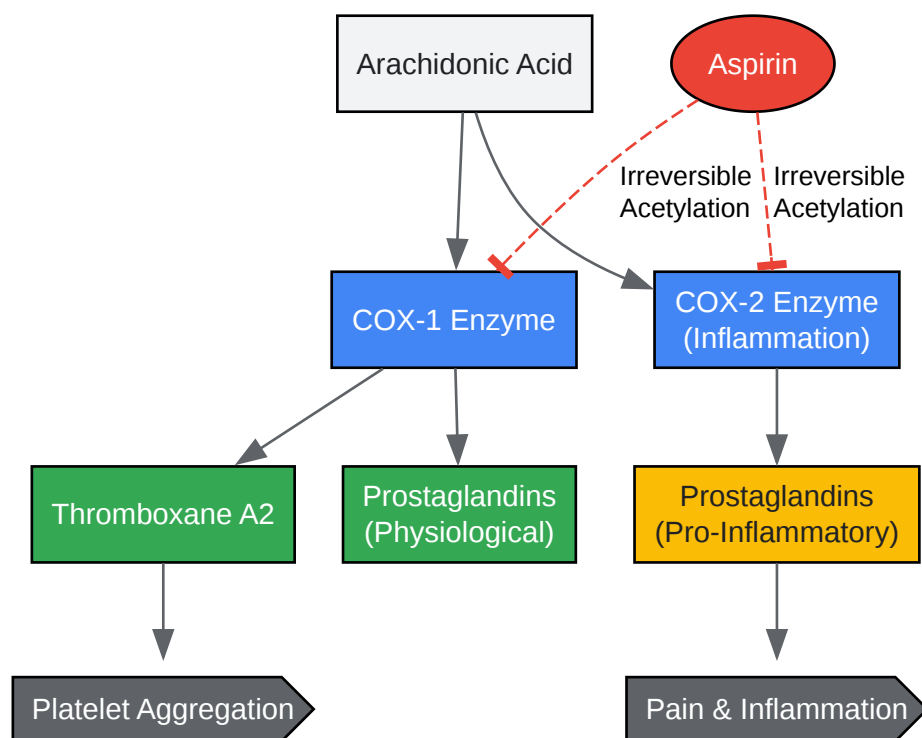 Arachidonic Acid
Aspirin
Irreversible
Acetylation
Irreversible
Acetylation
COX-1 Enzyme
COX-2 Enzyme
(Inflammation)
Thromboxane A2
Prostaglandins
(Physiological)
Prostaglandins
(Pro-Inflammatory)
Platelet Aggregation
Pain & Inflammation